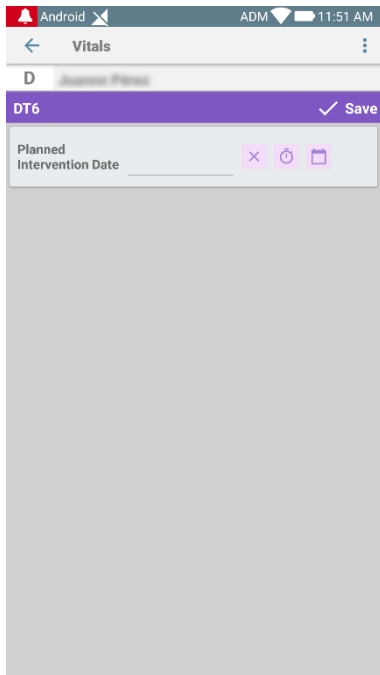 Android ADM 11:51 AM
Vitals
D
DT6 Save
Planned
Intervention Date